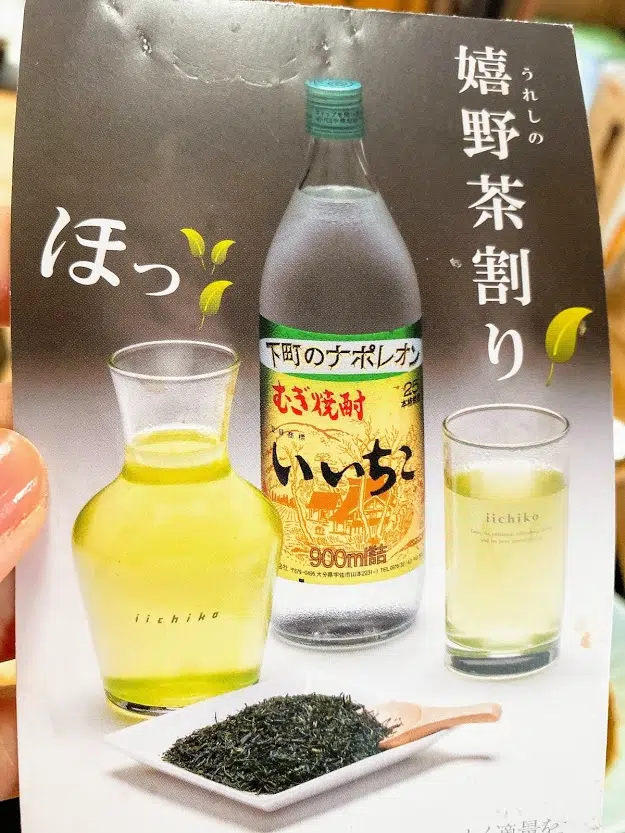 嬉野茶割り
うれしの
ほっ
下町のナポレオン
むぎ焼酎
25
いいちこ
900ml詰
iichiko
iichiko